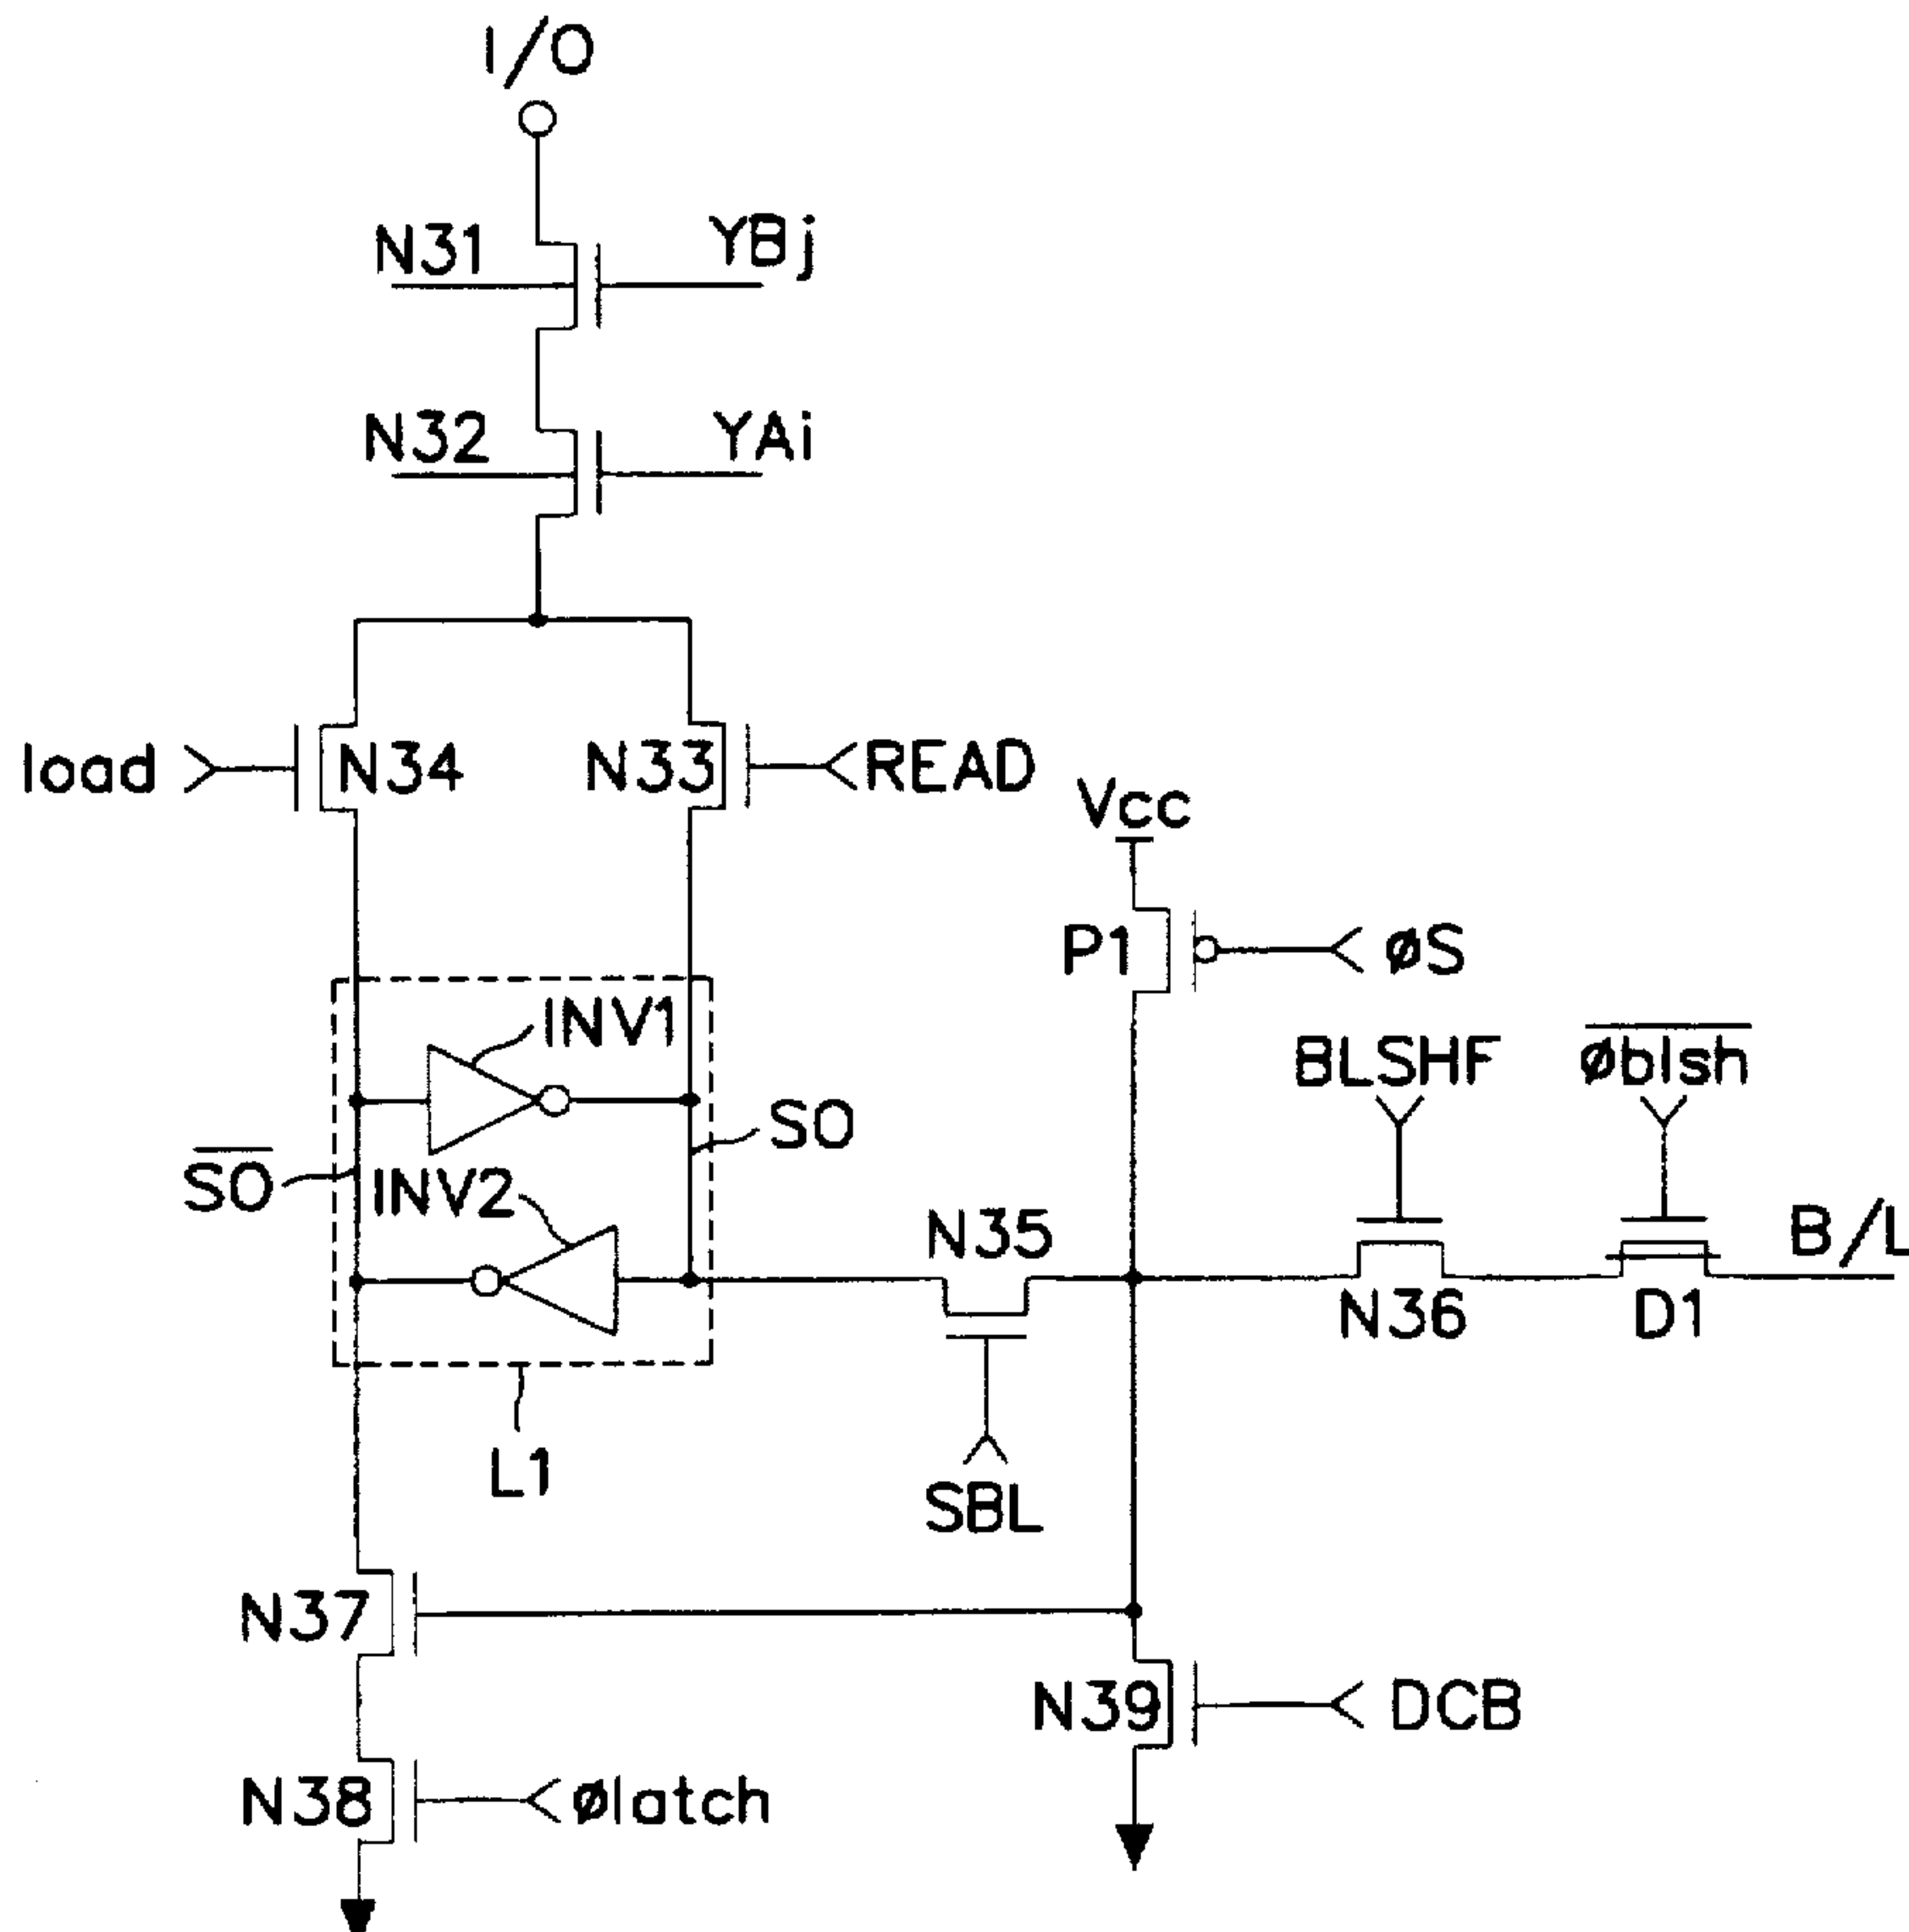 I/O
N31
YBj
N32
YAi
load
N34
N33
READ
Vcc
P1
øS
INV1
BLSHF
øblsh
SO
SO
INV2
N35
B/L
N36
D1
L1
SBL
N37
N39
DCB
N38
ølatch